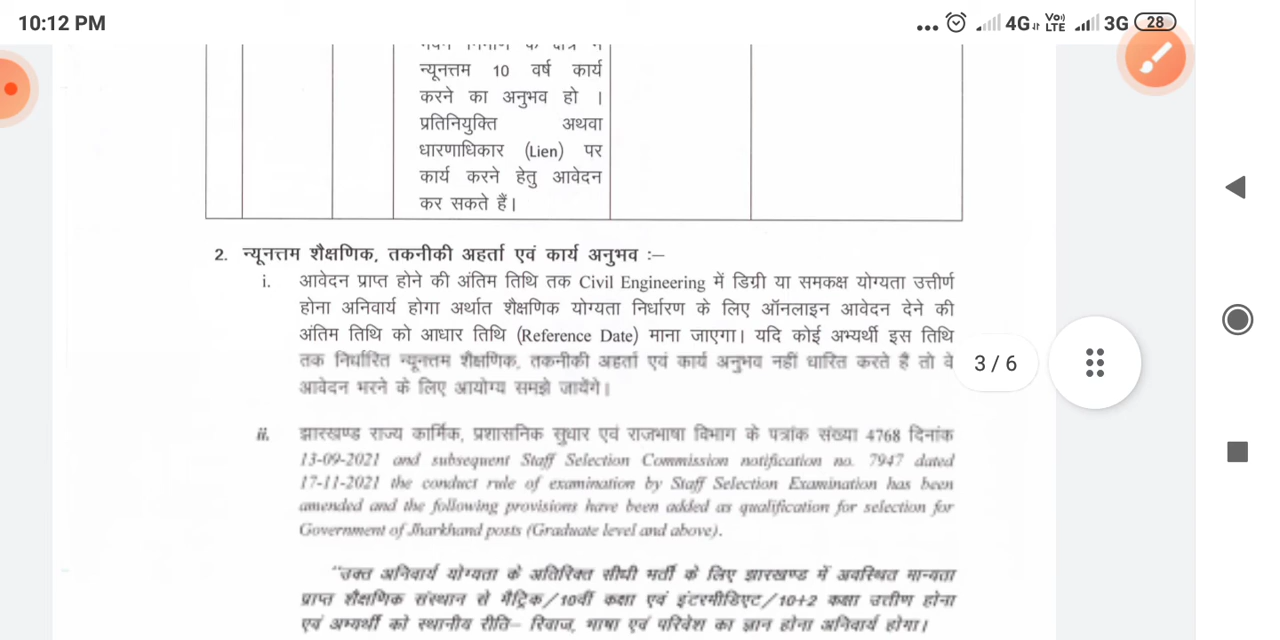 10:12 PM
4G VoLTE 3G 28
न्यूनतम 10 वर्ष कार्य
करने का अनुभव हो ।
प्रतिनियुक्ति अथवा
धारणाधिकार (Lien) पर
कार्य करने हेतु आवेदन
कर सकते हैं।
2. न्यूनतम शैक्षणिक, तकनीकी अहर्ता एवं कार्य अनुभव :–
i. आवेदन प्राप्त होने की अंतिम तिथि तक Civil Engineering में डिग्री या समकक्ष योग्यता उत्तीर्ण
होना अनिवार्य होगा अर्थात शैक्षणिक योग्यता निर्धारण के लिए ऑनलाइन आवेदन देने की
अंतिम तिथि को आधार तिथि (Reference Date) माना जाएगा। यदि कोई अभ्यर्थी इस तिथि
तक निर्धारित न्यूनतम शैक्षणिक, तकनीकी अहर्ता एवं कार्य अनुभव नहीं धारित करते हैं तो वे
3 / 6
आवेदन भरने के लिए आयोग्य समझे जायेंगे।
ii. झारखण्ड राज्य कार्मिक, प्रशासनिक सुधार एवं राजभाषा विभाग के पत्रांक संख्या 4768 दिनांक
13-09-2021 and subsequent Staff Selection Commission notification no. 7947 dated
17-11-2021 the conduct rule of examination by Staff Selection Examination has been
amended and the following provisions have been added as qualification for selection for
Government of Jharkhand posts (Graduate level and above).
"उक्त अनिवार्य योग्यता के अतिरिक्त सीधी भर्ती के लिए झारखण्ड में अवस्थित मान्यता
प्राप्त शैक्षणिक संस्थान से मैट्रिक/10वीं कक्षा एवं इंटरमीडिएट/10+2 कक्षा उत्तीण होना
एवं अभ्यर्थी को स्थानीय रीति– रिवाज, भाषा एवं परिवेश का ज्ञान होना अनिवार्य होगा।